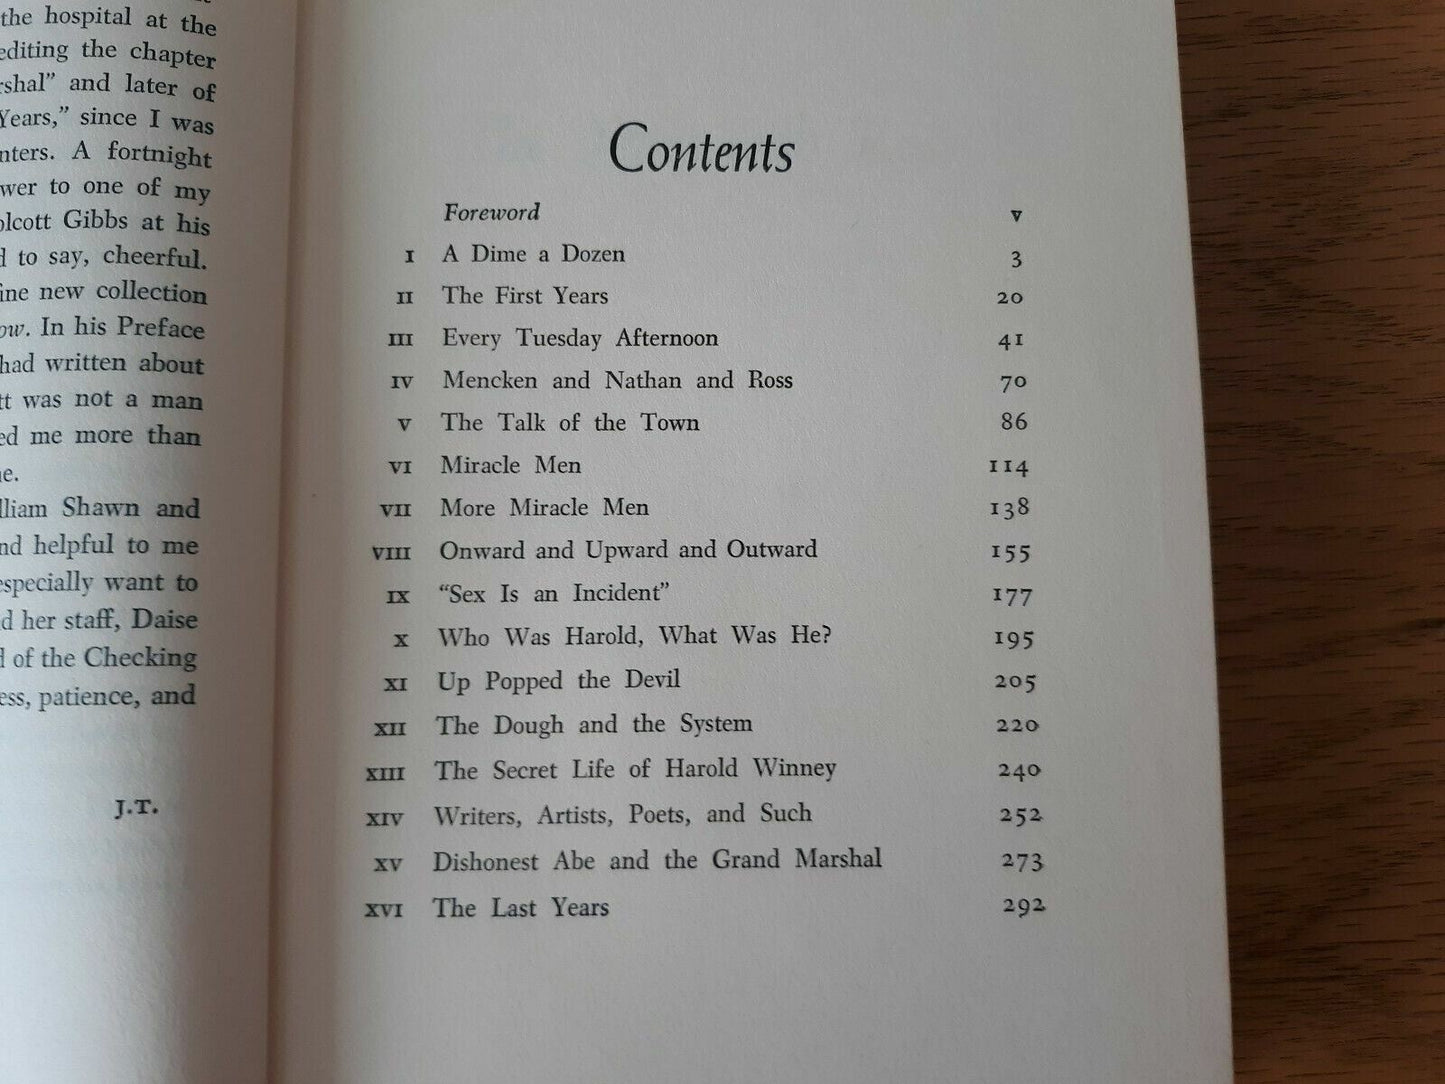 the hospital at the
editing the chapter
rshal” and later of
Years,” since I was
nters. A fortnight
wer to one of my
olcott Gibbs at his
d to say, cheerful.
fine new collection
ow. In his Preface
had written about
tt was not a man
ed me more than
ne.
lliam Shawn and
nd helpful to me
especially want to
d her staff, Daise
d of the Checking
ess, patience, and
J.T.
Contents
Foreword v
I A Dime a Dozen 3
II The First Years 20
III Every Tuesday Afternoon 41
IV Mencken and Nathan and Ross 70
V The Talk of the Town 86
VI Miracle Men 114
VII More Miracle Men 138
VIII Onward and Upward and Outward 155
IX “Sex Is an Incident” 177
X Who Was Harold, What Was He? 195
XI Up Popped the Devil 205
XII The Dough and the System 220
XIII The Secret Life of Harold Winney 240
XIV Writers, Artists, Poets, and Such 252
XV Dishonest Abe and the Grand Marshal 273
XVI The Last Years 292